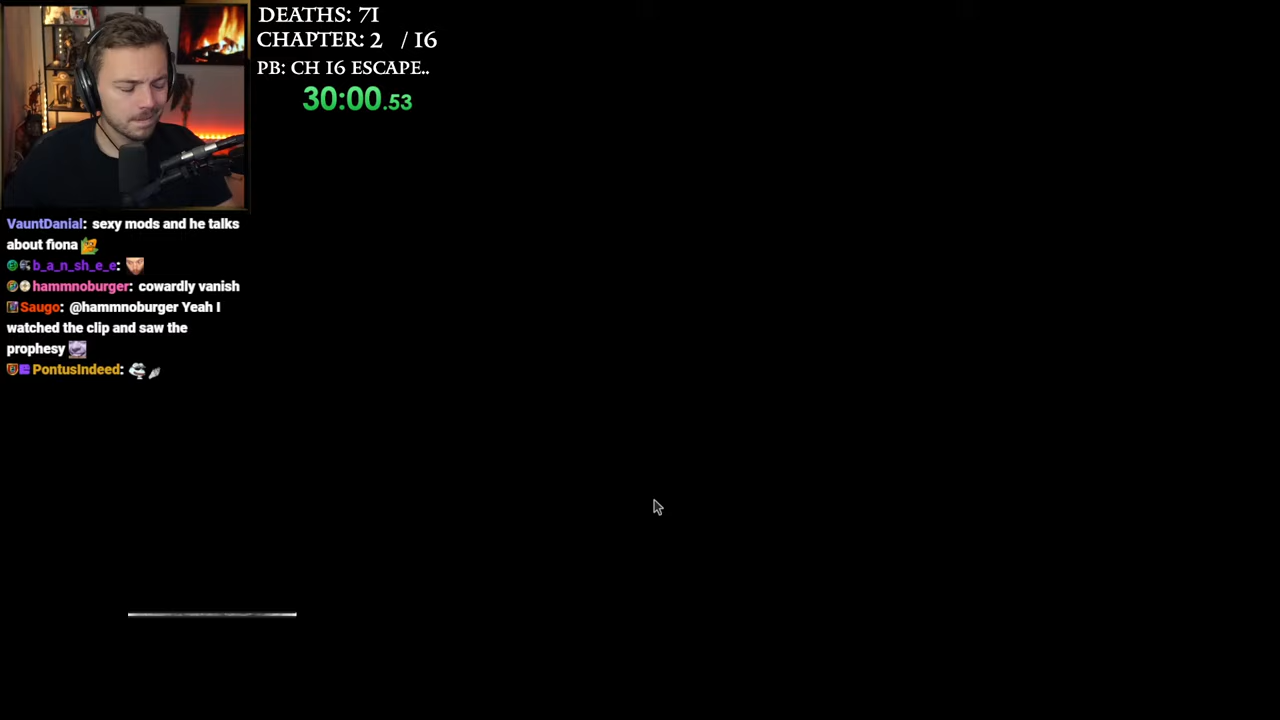 DEATHS: 71
CHAPTER: 2 / 16
PB: CH 16 ESCAPE..
30:00.53
VauntDanial: sexy mods and he talks
about fiona
b_a_n_sh_e_e:
hammnoburger: cowardly vanish
Saugo: @hammnoburger Yeah I
watched the clip and saw the
prophesy
PontusIndeed: